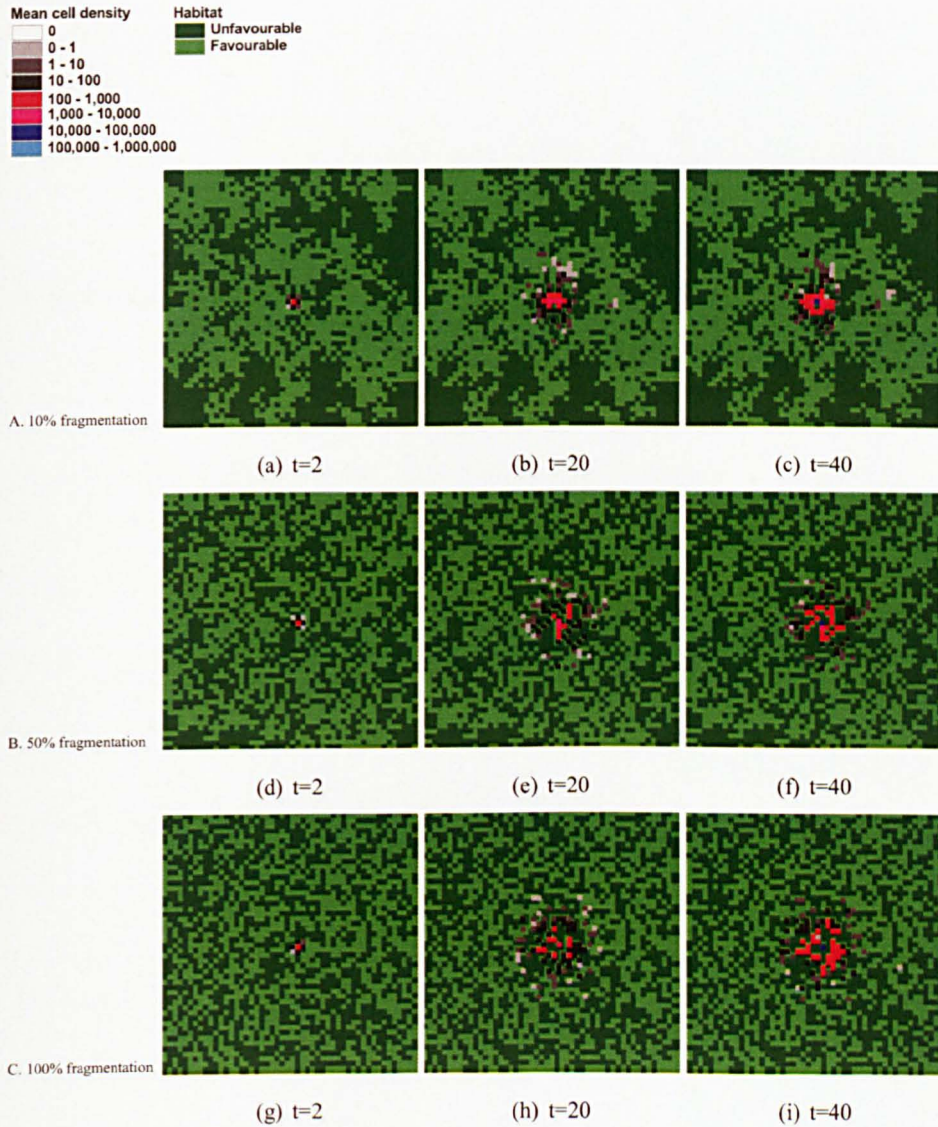 Mean cell density
0
0 - 1
1 - 10
10 - 100
100 - 1,000
1,000 - 10,000
10,000 - 100,000
100,000 - 1,000,000
Habitat
Unfavourable
Favourable
A. 10% fragmentation
(a) t=2
(b) t=20
(c) t=40
B. 50% fragmentation
(d) t=2
(e) t=20
(f) t=40
C. 100% fragmentation
(g) t=2
(h) t=20
(i) t=40